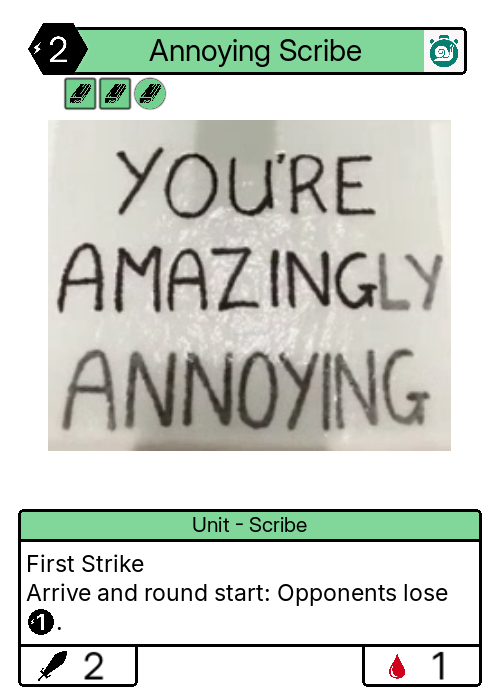 2
Annoying Scribe
YOU'RE
AMAZINGLY
ANNOYING
Unit - Scribe
First Strike
Arrive and round start: Opponents lose
1.
2
1